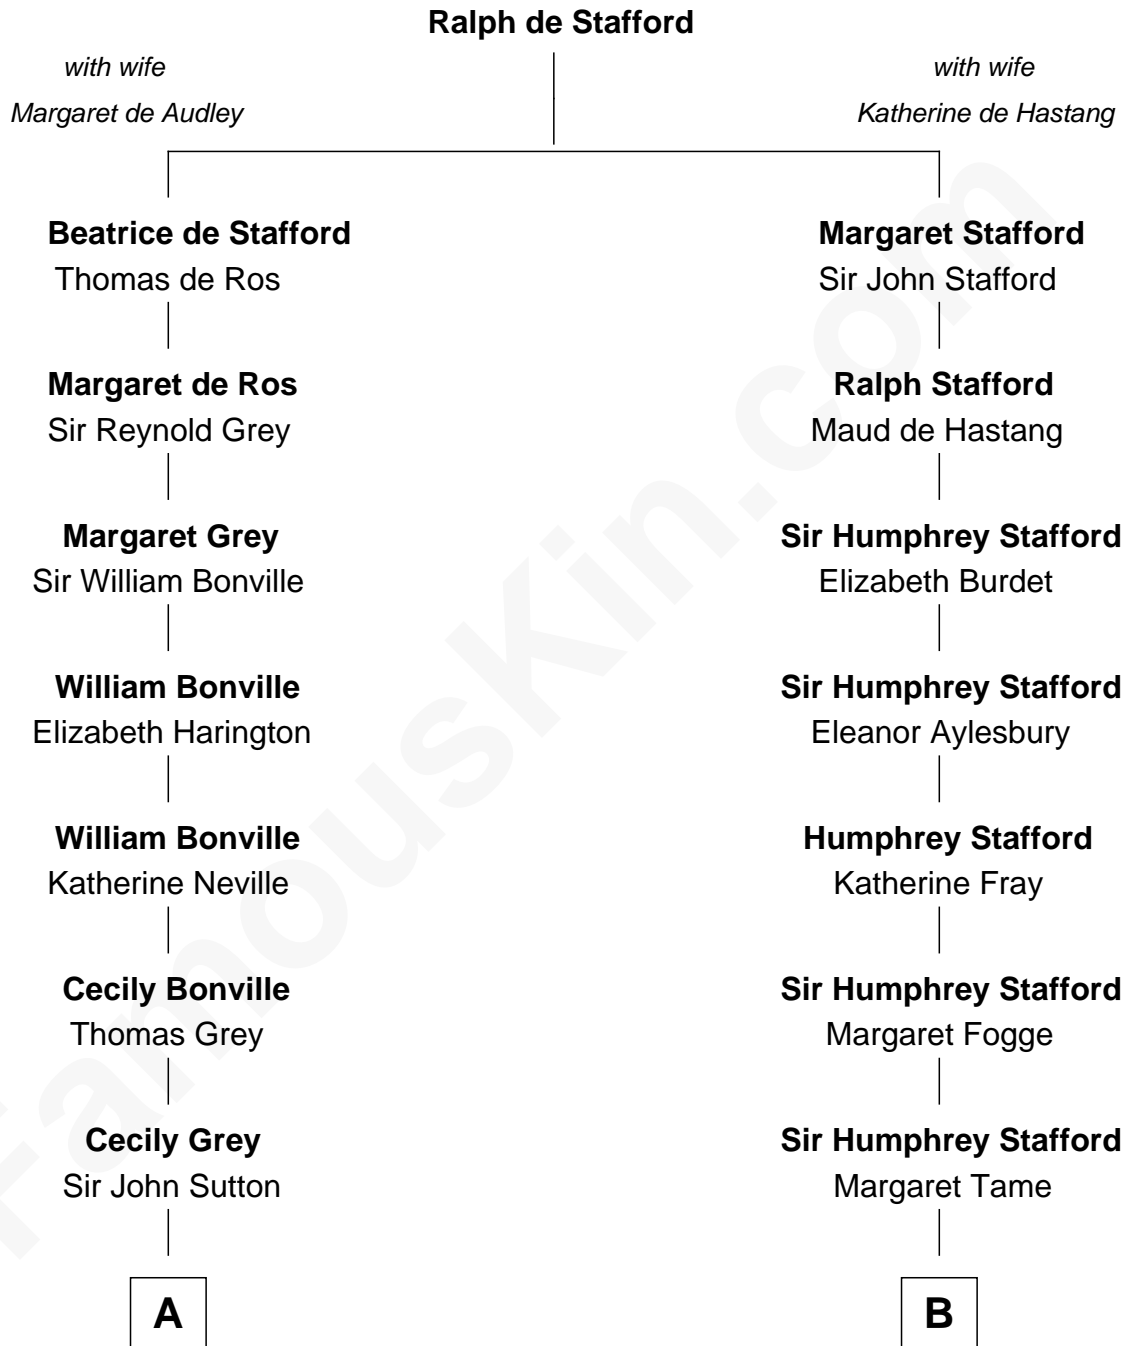 Ralph de Stafford
with wife
Margaret de Audley
with wife
Katherine de Hastang
Beatrice de Stafford
Thomas de Ros
Margaret Stafford
Sir John Stafford
Margaret de Ros
Sir Reynold Grey
Ralph Stafford
Maud de Hastang
Margaret Grey
Sir William Bonville
Sir Humphrey Stafford
Elizabeth Burdet
William Bonville
Elizabeth Harington
Sir Humphrey Stafford
Eleanor Aylesbury
William Bonville
Katherine Neville
Humphrey Stafford
Katherine Fray
Cecily Bonville
Thomas Grey
Sir Humphrey Stafford
Margaret Fogge
Cecily Grey
Sir John Sutton
Sir Humphrey Stafford
Margaret Tame
A
B
FamousKin.com